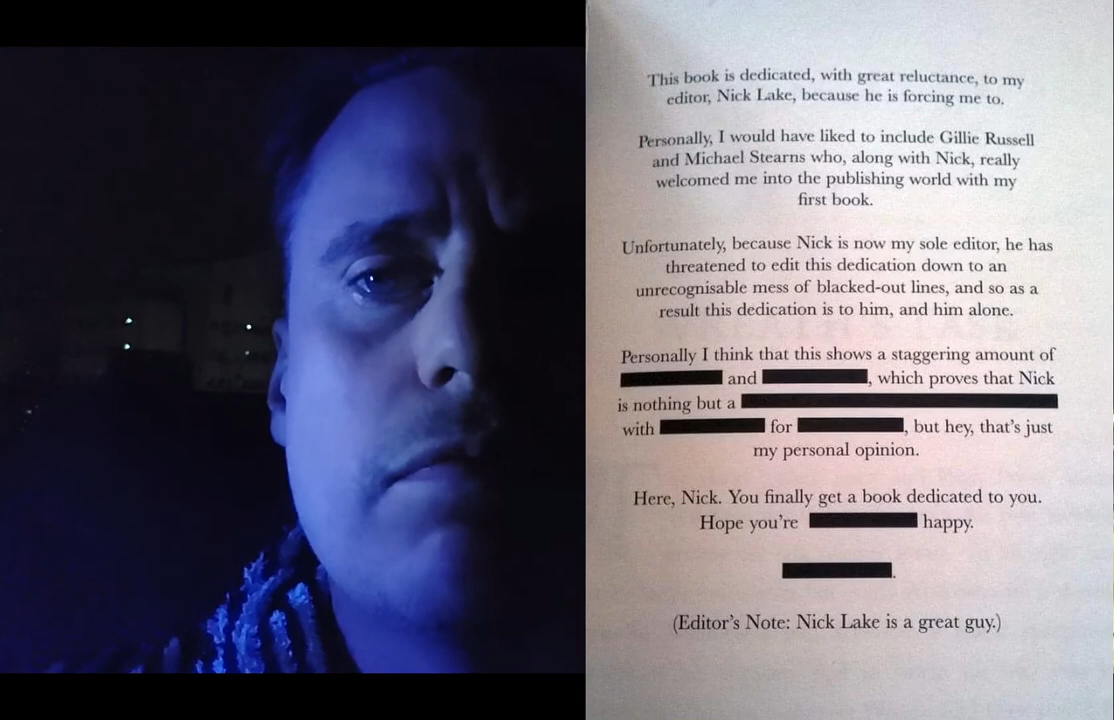 This book is dedicated, with great reluctance, to my
editor, Nick Lake, because he is forcing me to.
Personally, I would have liked to include Gillie Russell
and Michael Stearns who, along with Nick, really
welcomed me into the publishing world with my
first book.
Unfortunately, because Nick is now my sole editor, he has
threatened to edit this dedication down to an
unrecognisable mess of blacked-out lines, and so as a
result this dedication is to him, and him alone.
Personally I think that this shows a staggering amount of
and , which proves that Nick
is nothing but a
with for , but hey, that's just
my personal opinion.
Here, Nick. You finally get a book dedicated to you.
Hope you're happy.
.
(Editor's Note: Nick Lake is a great guy.)